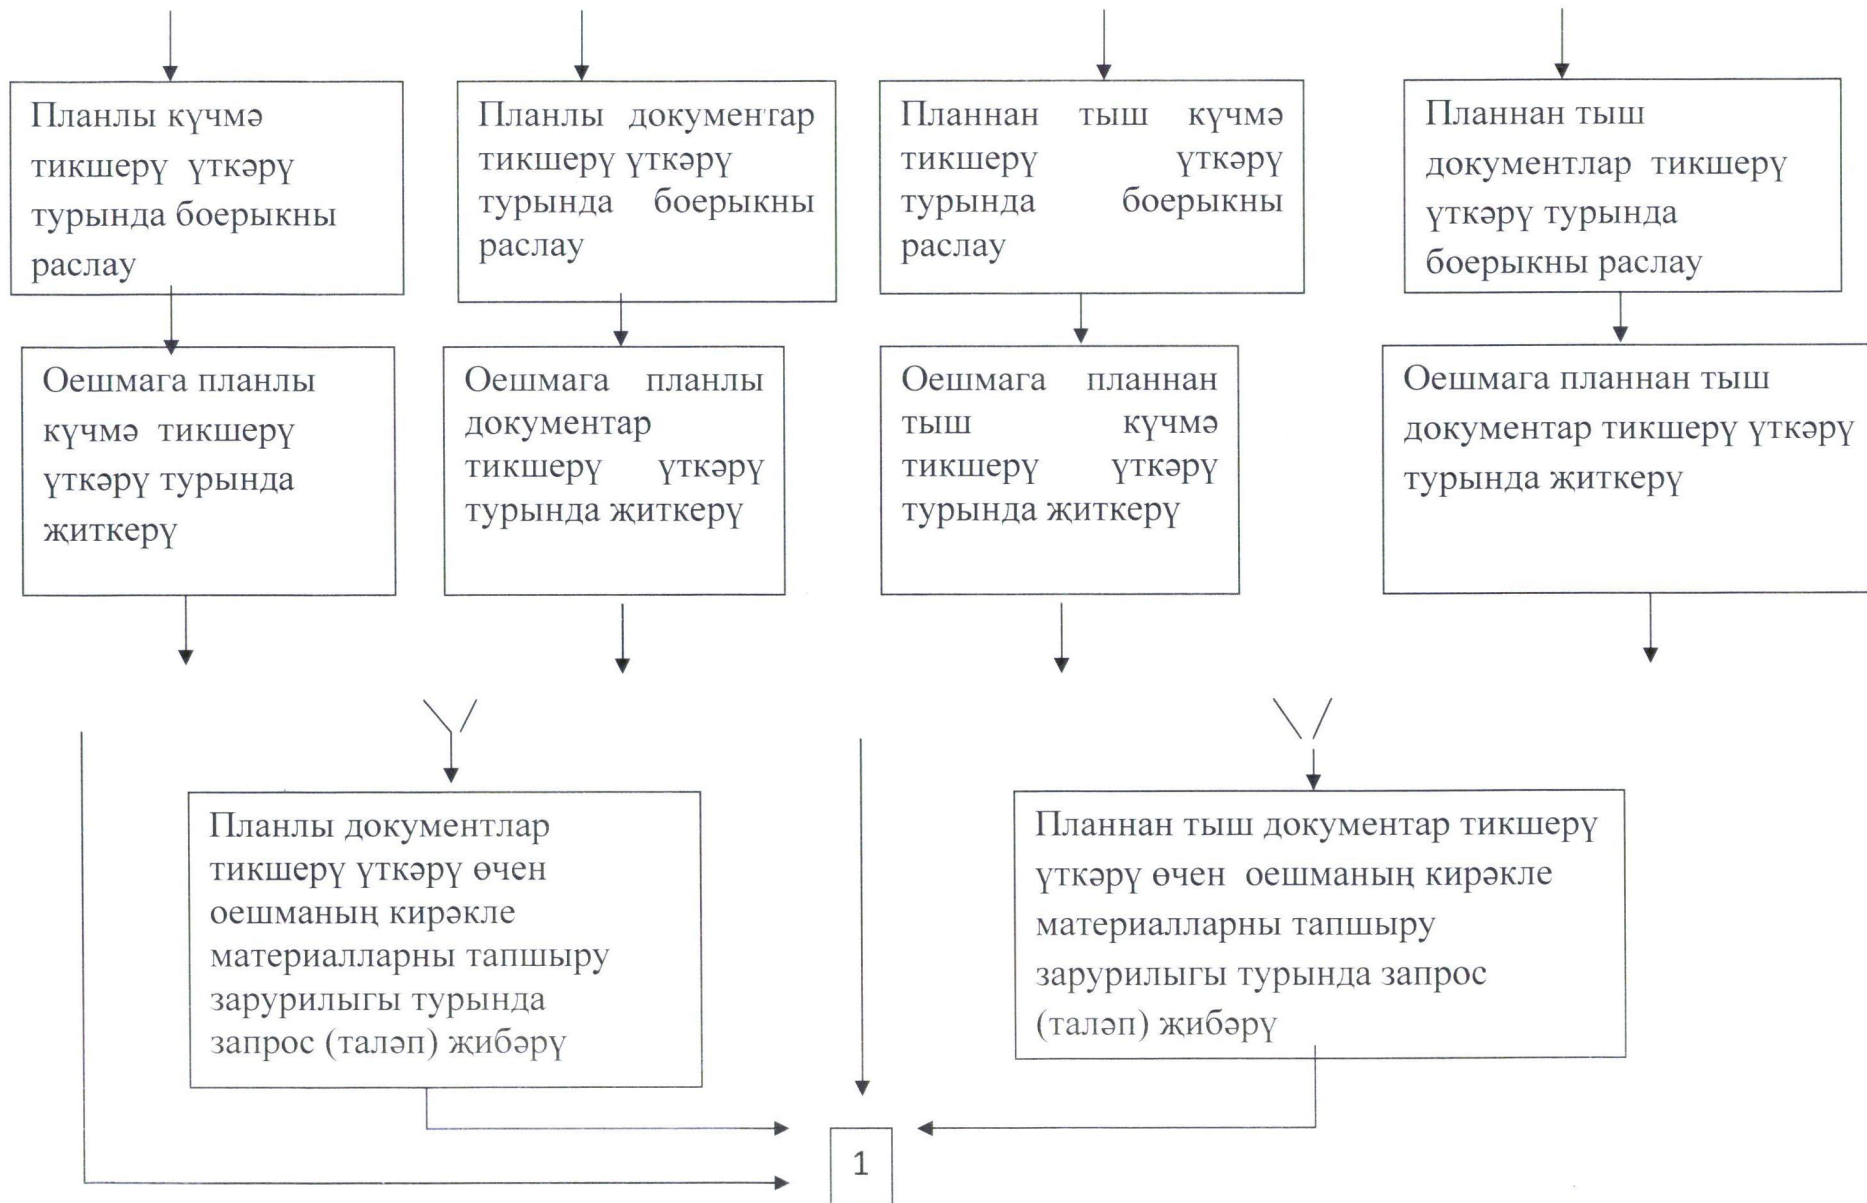 Планлы күчмә
тикшерү үткәрү
турында боерыкны
раслау
Планлы документар
тикшерү үткәрү
турында боерыкны
раслау
Планнан тыш күчмә
тикшерү үткәрү
турында боерыкны
раслау
Планнан тыш
документлар тикшерү
үткәрү турында
боерыкны раслау
Оешмага планлы
күчмә тикшерү
үткәрү турында
җиткерү
Оешмага планлы
документар
тикшерү үткәрү
турында җиткерү
Оешмага планнан
тыш күчмә
тикшерү үткәрү
турында җиткерү
Оешмага планнан тыш
документар тикшерү үткәрү
турында җиткерү
Планлы документлар
тикшерү үткәрү өчен
оешманың кирәкле
материалларны тапшыру
зарурилыгы турында
запрос (таләп) җибәрү
Планнан тыш документар тикшерү
үткәрү өчен оешманың кирәкле
материалларны тапшыру
зарурилыгы турында запрос
(таләп) җибәрү
1